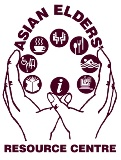 ASIAN ELDERS
i
RESOURCE CENTRE